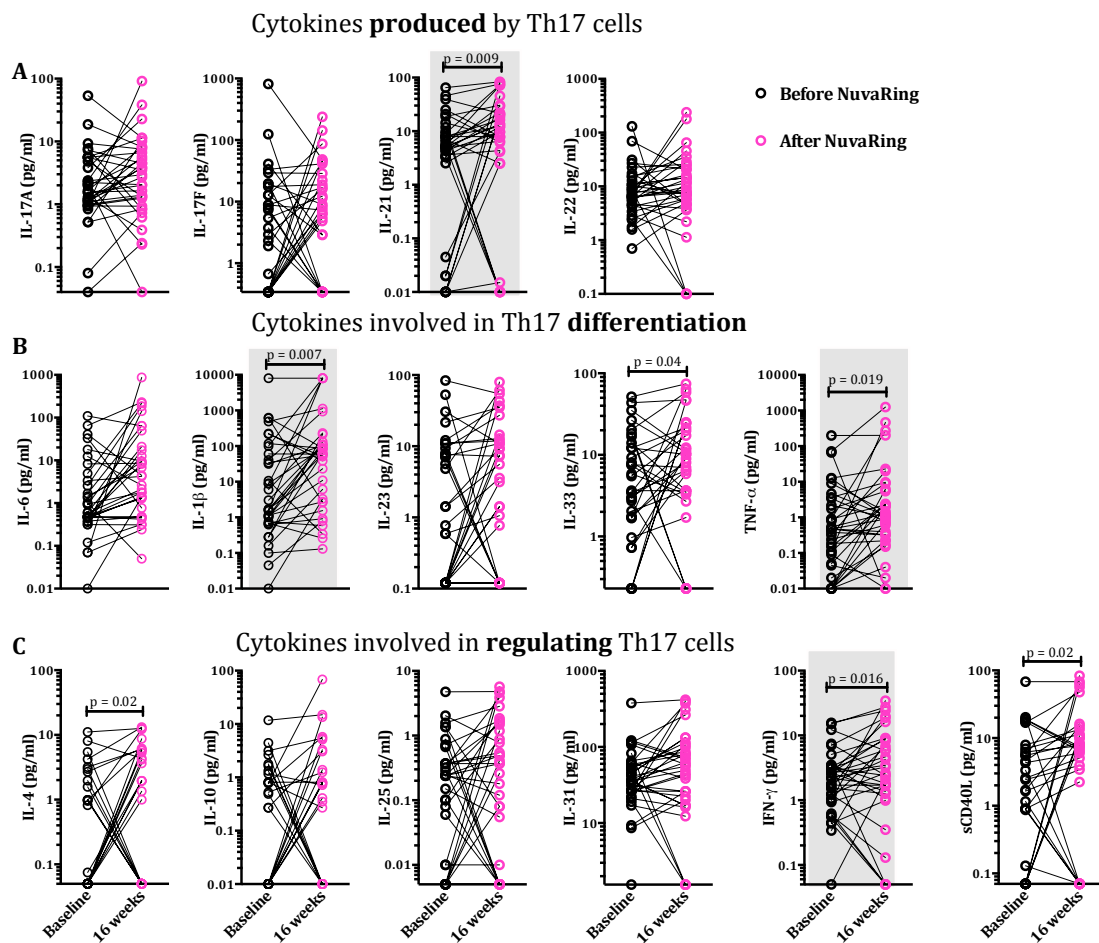 Cytokines produced by Th17 cells
A
p = 0.009
100
10
1
0.1
IL-17A (pg/ml)
1000
100
10
1
IL-17F (pg/ml)
100
10
1
0.1
0.01
IL-21 (pg/ml)
1000
100
10
1
0.1
IL-22 (pg/ml)
Before NuvaRing
After NuvaRing
Cytokines involved in Th17 differentiation
B
p = 0.007
p = 0.04
p = 0.019
1000
100
10
1
0.1
0.01
IL-6 (pg/ml)
10000
1000
100
10
1
0.1
0.01
IL-1β (pg/ml)
100
10
1
0.1
IL-23 (pg/ml)
100
10
1
IL-33 (pg/ml)
10000
1000
100
10
1
0.1
0.01
TNF-α (pg/ml)
Cytokines involved in regulating Th17 cells
C
p = 0.02
p = 0.016
p = 0.02
100
10
1
0.1
IL-4 (pg/ml)
Baseline
16 weeks
100
10
1
0.1
0.01
IL-10 (pg/ml)
Baseline
16 weeks
10
1
0.1
0.01
IL-25 (pg/ml)
Baseline
16 weeks
1000
100
10
IL-31 (pg/ml)
Baseline
16 weeks
100
10
1
0.1
IFN-γ (pg/ml)
Baseline
16 weeks
100
10
1
0.1
sCD40L (pg/ml)
Baseline
16 weeks